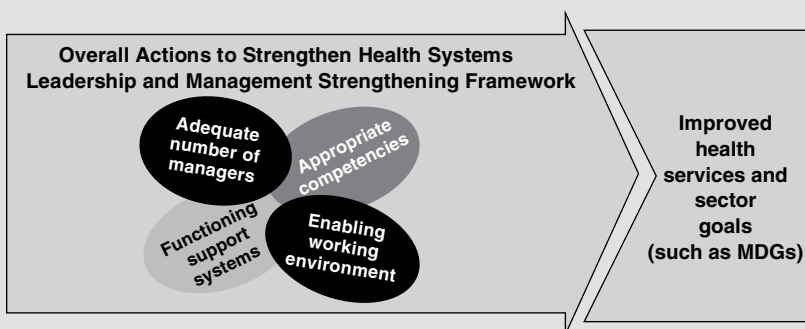 Overall Actions to Strengthen Health Systems
Leadership and Management Strengthening Framework
Adequate
number of
managers
Appropriate
competencies
Functioning
support
systems
Enabling
working
environment
Improved
health
services and
sector
goals
(such as MDGs)